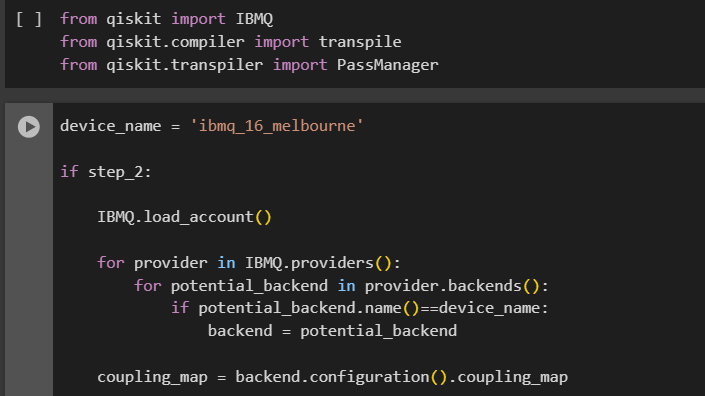 [ ] from qiskit import IBMQ
from qiskit.compiler import transpile
from qiskit.transpiler import PassManager
device_name = 'ibmq_16_melbourne'
if step_2:
IBMQ.load_account()
for provider in IBMQ.providers():
for potential_backend in provider.backends():
if potential_backend.name()==device_name:
backend = potential_backend
coupling_map = backend.configuration().coupling_map